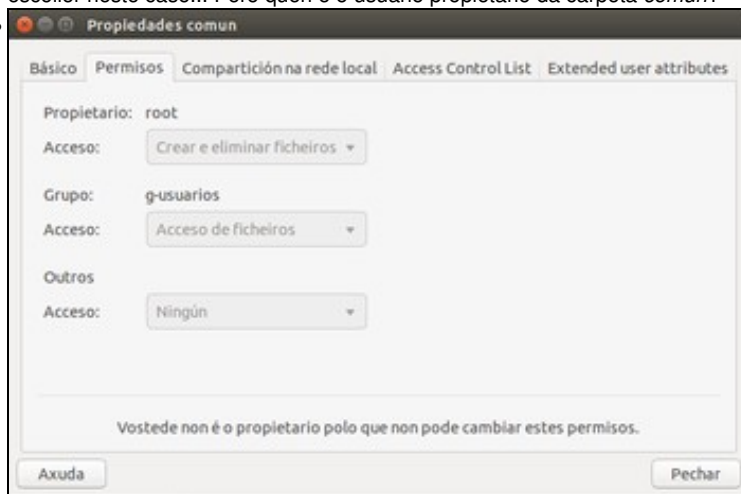 Propiedades comun
Básico Permisos Compartición na rede local Access Control List Extended user attributes
Propietario: root
Acceso: Crear e eliminar ficheiros
Grupo: g-usuarios
Acceso: Acceso de ficheiros
Outros
Acceso: Ningún
Vostede non é o propietario polo que non pode cambiar estes permisos.
Axuda Pechar